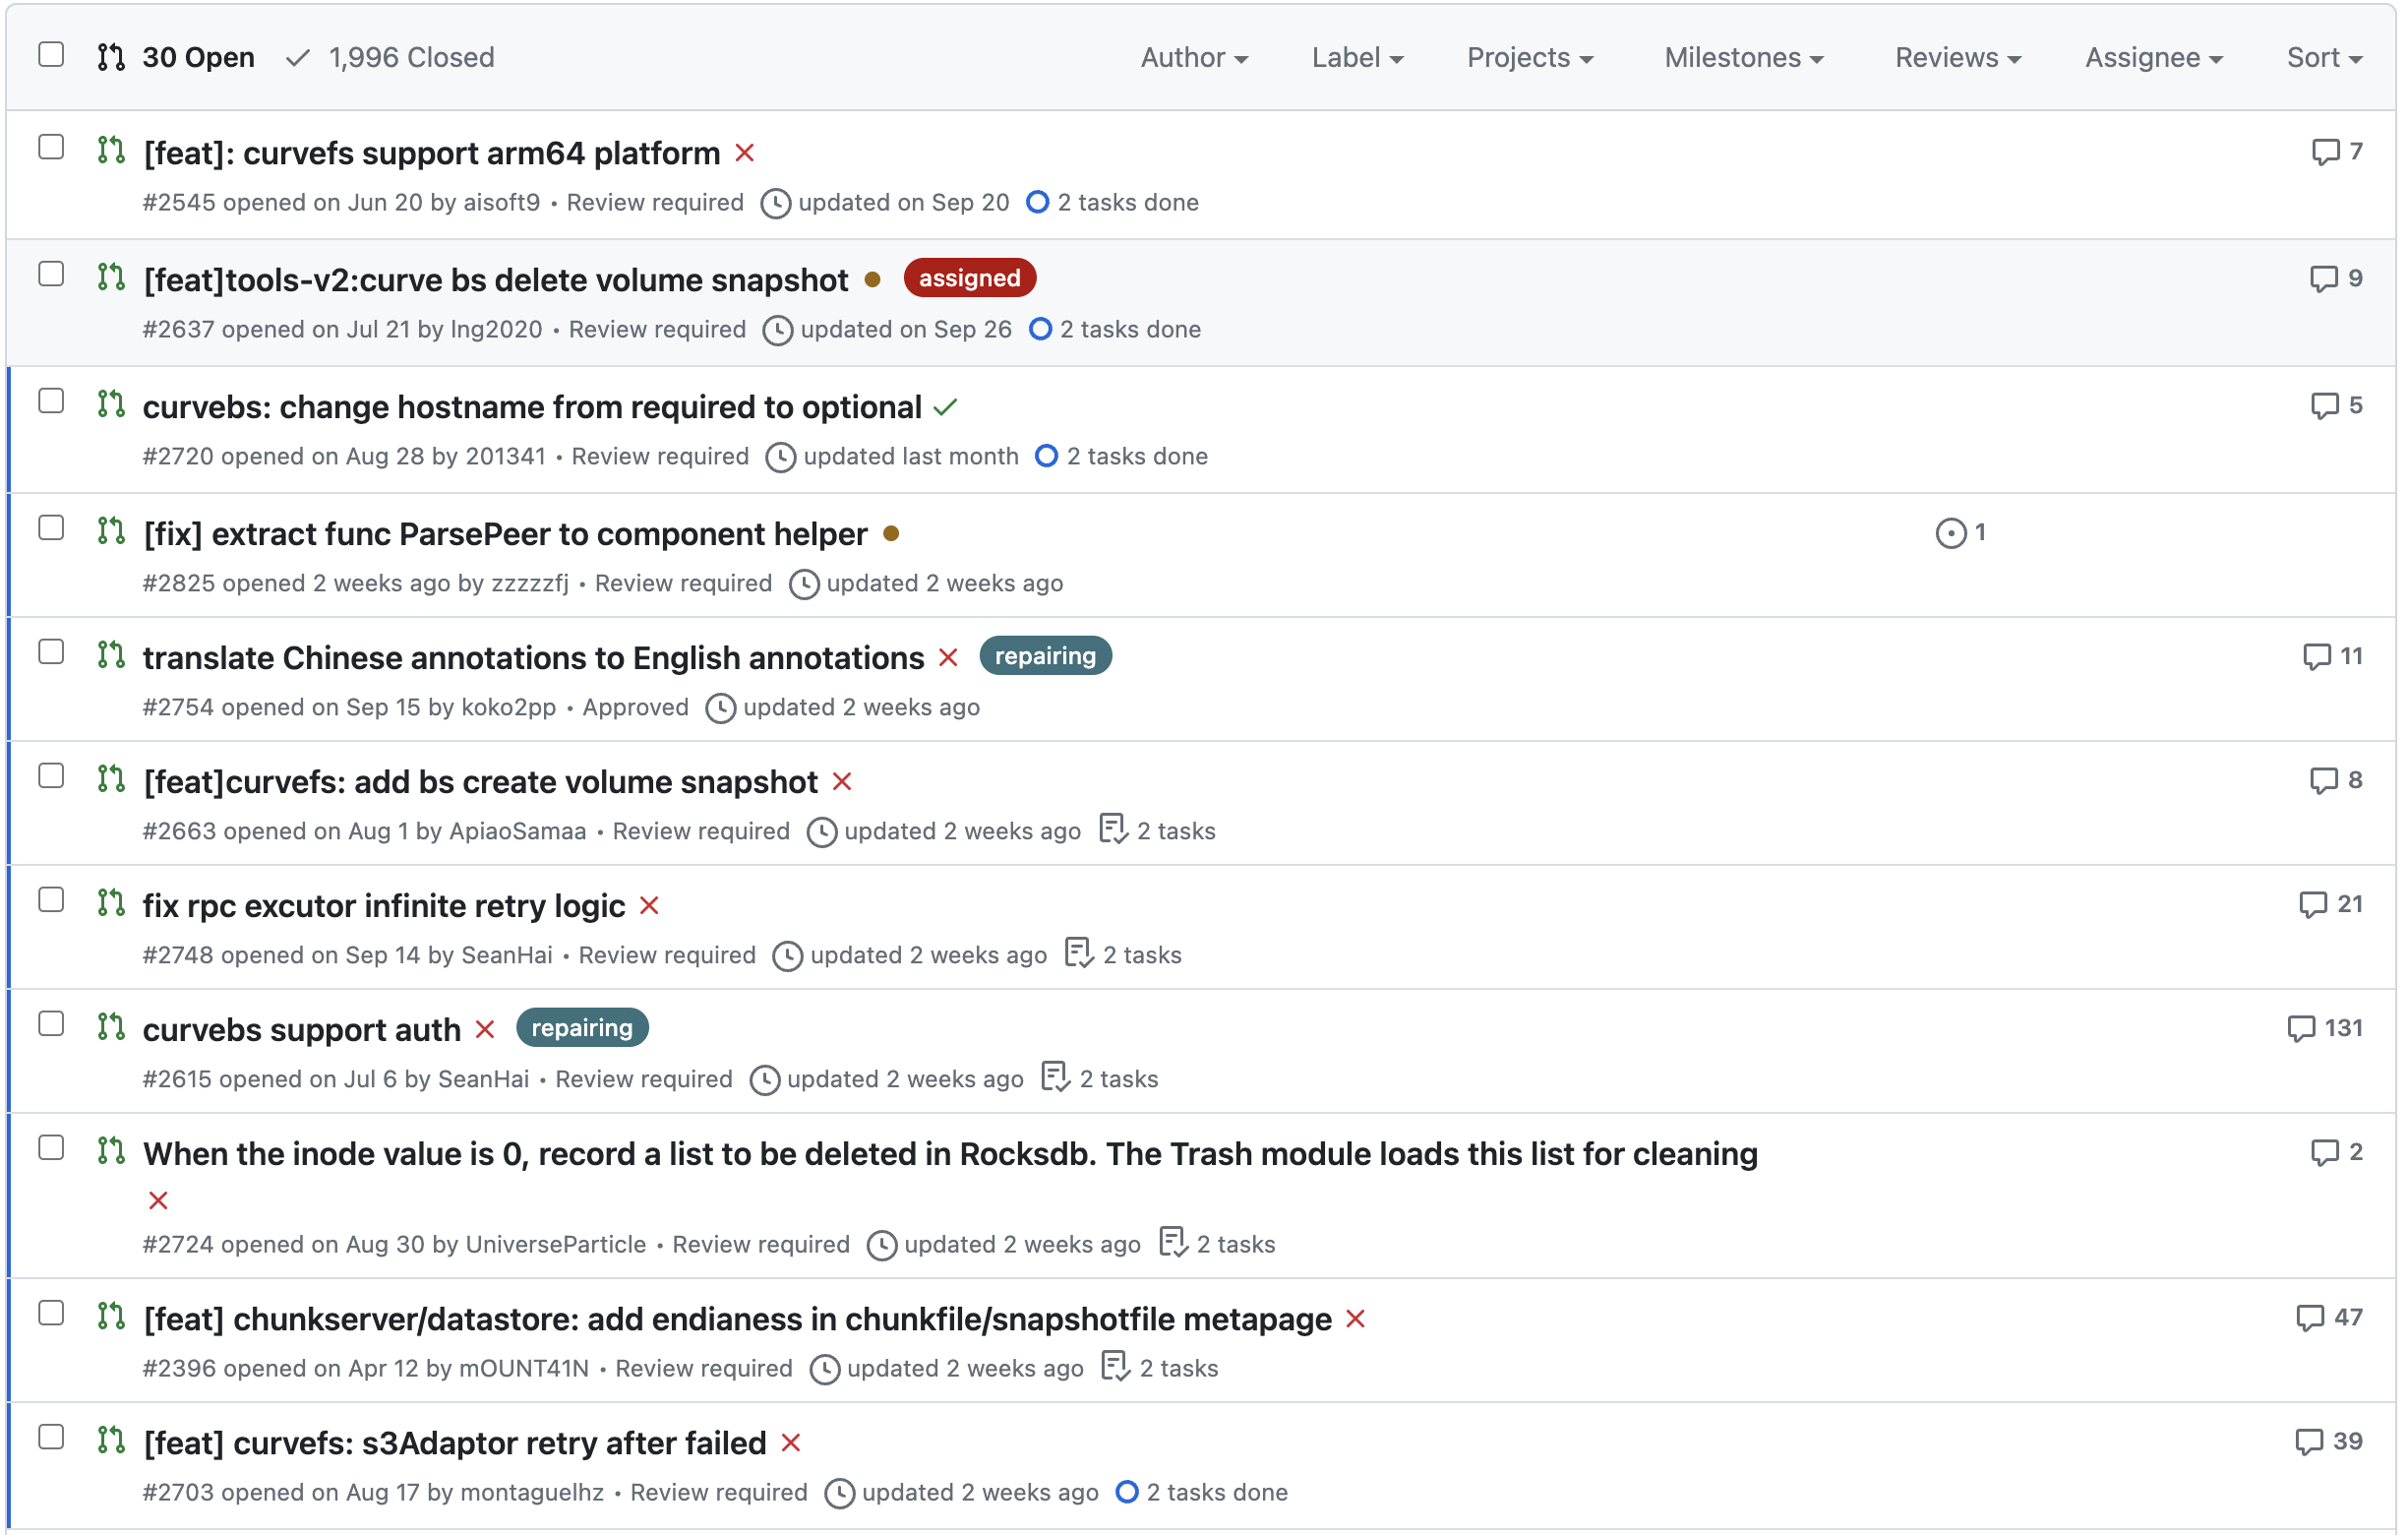 30 Open 1,996 Closed Author Label Projects Milestones Reviews Assignee Sort
[feat]: curvefs support arm64 platform 7
#2545 opened on Jun 20 by aisoft9 • Review required updated on Sep 20 2 tasks done
[feat]tools-v2:curve bs delete volume snapshot assigned 9
#2637 opened on Jul 21 by lng2020 • Review required updated on Sep 26 2 tasks done
curvebs: change hostname from required to optional 5
#2720 opened on Aug 28 by 201341 • Review required updated last month 2 tasks done
[fix] extract func ParsePeer to component helper 1
#2825 opened 2 weeks ago by zzzzzfj • Review required updated 2 weeks ago
translate Chinese annotations to English annotations repairing 11
#2754 opened on Sep 15 by koko2pp • Approved updated 2 weeks ago
[feat]curvefs: add bs create volume snapshot 8
#2663 opened on Aug 1 by ApiaoSamaa • Review required updated 2 weeks ago 2 tasks
fix rpc excutor infinite retry logic 21
#2748 opened on Sep 14 by SeanHai • Review required updated 2 weeks ago 2 tasks
curvebs support auth repairing 131
#2615 opened on Jul 6 by SeanHai • Review required updated 2 weeks ago 2 tasks
When the inode value is 0, record a list to be deleted in Rocksdb. The Trash module loads this list for cleaning 2
#2724 opened on Aug 30 by UniverseParticle • Review required updated 2 weeks ago 2 tasks
[feat] chunkserver/datastore: add endianess in chunkfile/snapshotfile metapage 47
#2396 opened on Apr 12 by mOUNT41N • Review required updated 2 weeks ago 2 tasks
[feat] curvefs: s3Adaptor retry after failed 39
#2703 opened on Aug 17 by montaguelhz • Review required updated 2 weeks ago 2 tasks done